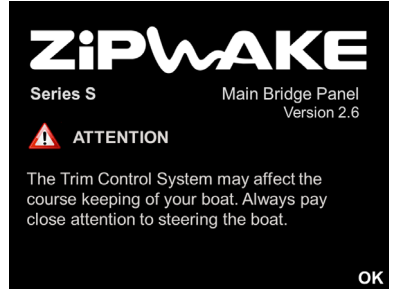 ZiPWAKE
Series S
Main Bridge Panel
Version 2.6
ATTENTION
The Trim Control System may affect the
course keeping of your boat. Always pay
close attention to steering the boat.
OK